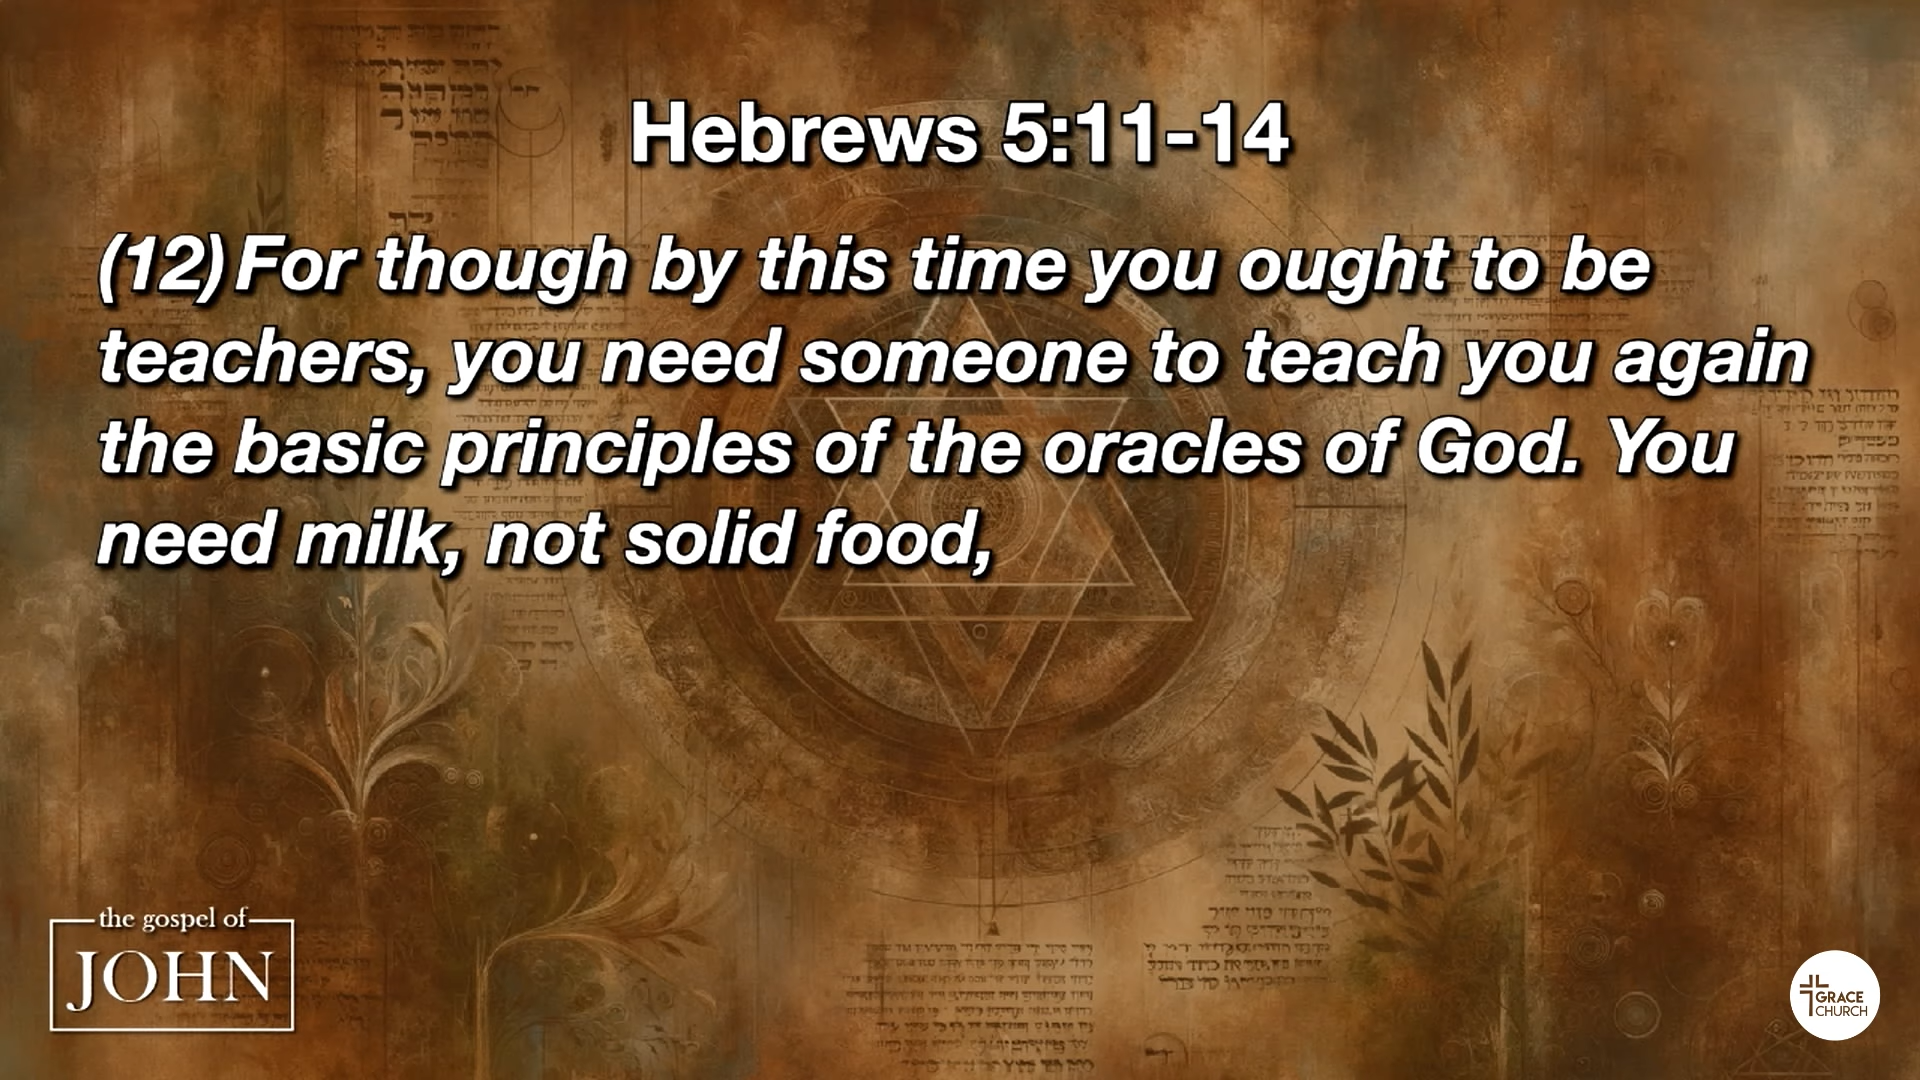 Hebrews 5:11-14
(12) For though by this time you ought to be
teachers, you need someone to teach you again
the basic principles of the oracles of God. You
need milk, not solid food,
the gospel of
JOHN
GRACE
CHURCH